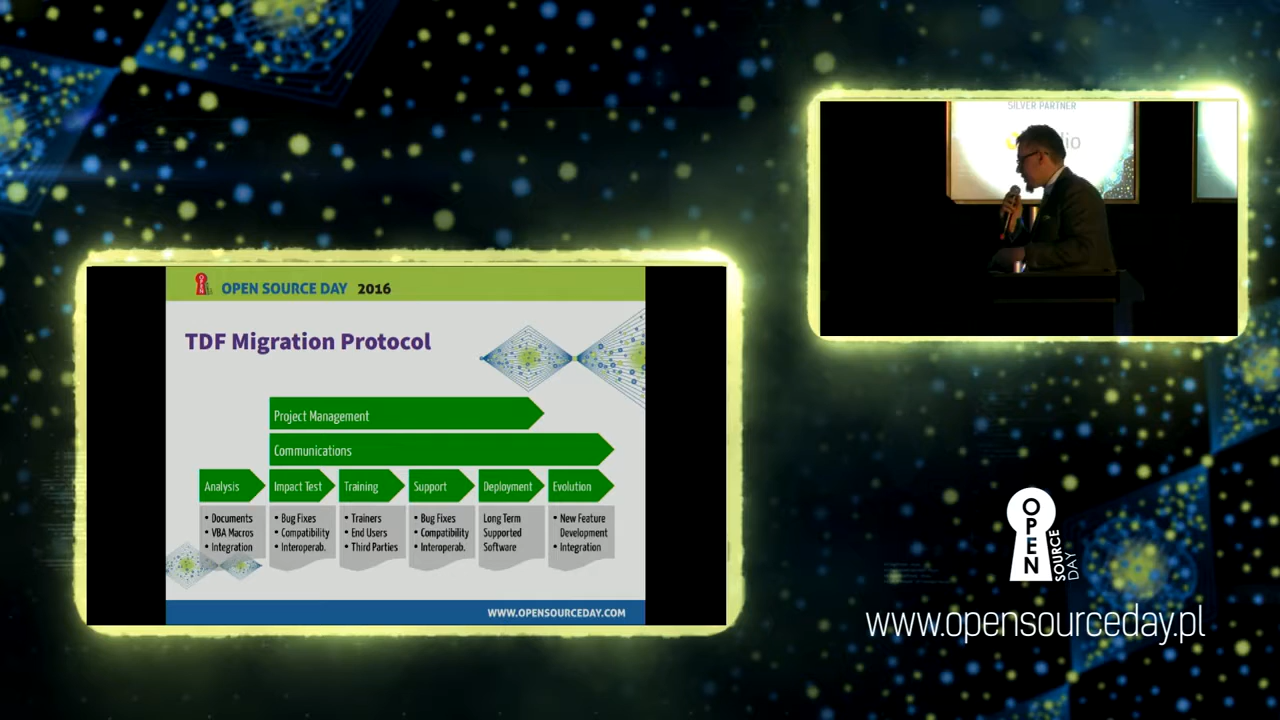 OPEN SOURCE DAY 2016
TDF Migration Protocol
Project Management
Communications
Analysis
Impact Test
Training
Support
Deployment
Evolution
• Documents
• VBA Macros
• Integration
• Bug Fixes
• Compatibility
• Interoperab.
• Trainers
• End Users
• Third Parties
• Bug Fixes
• Compatibility
• Interoperab.
Long Term
Supported
Software
• New Feature
Development
• Integration
WWW.OPENSOURCEDAY.COM
SILVER PARTNER
OPEN
SOURCE
DAY
www.opensourceday.pl